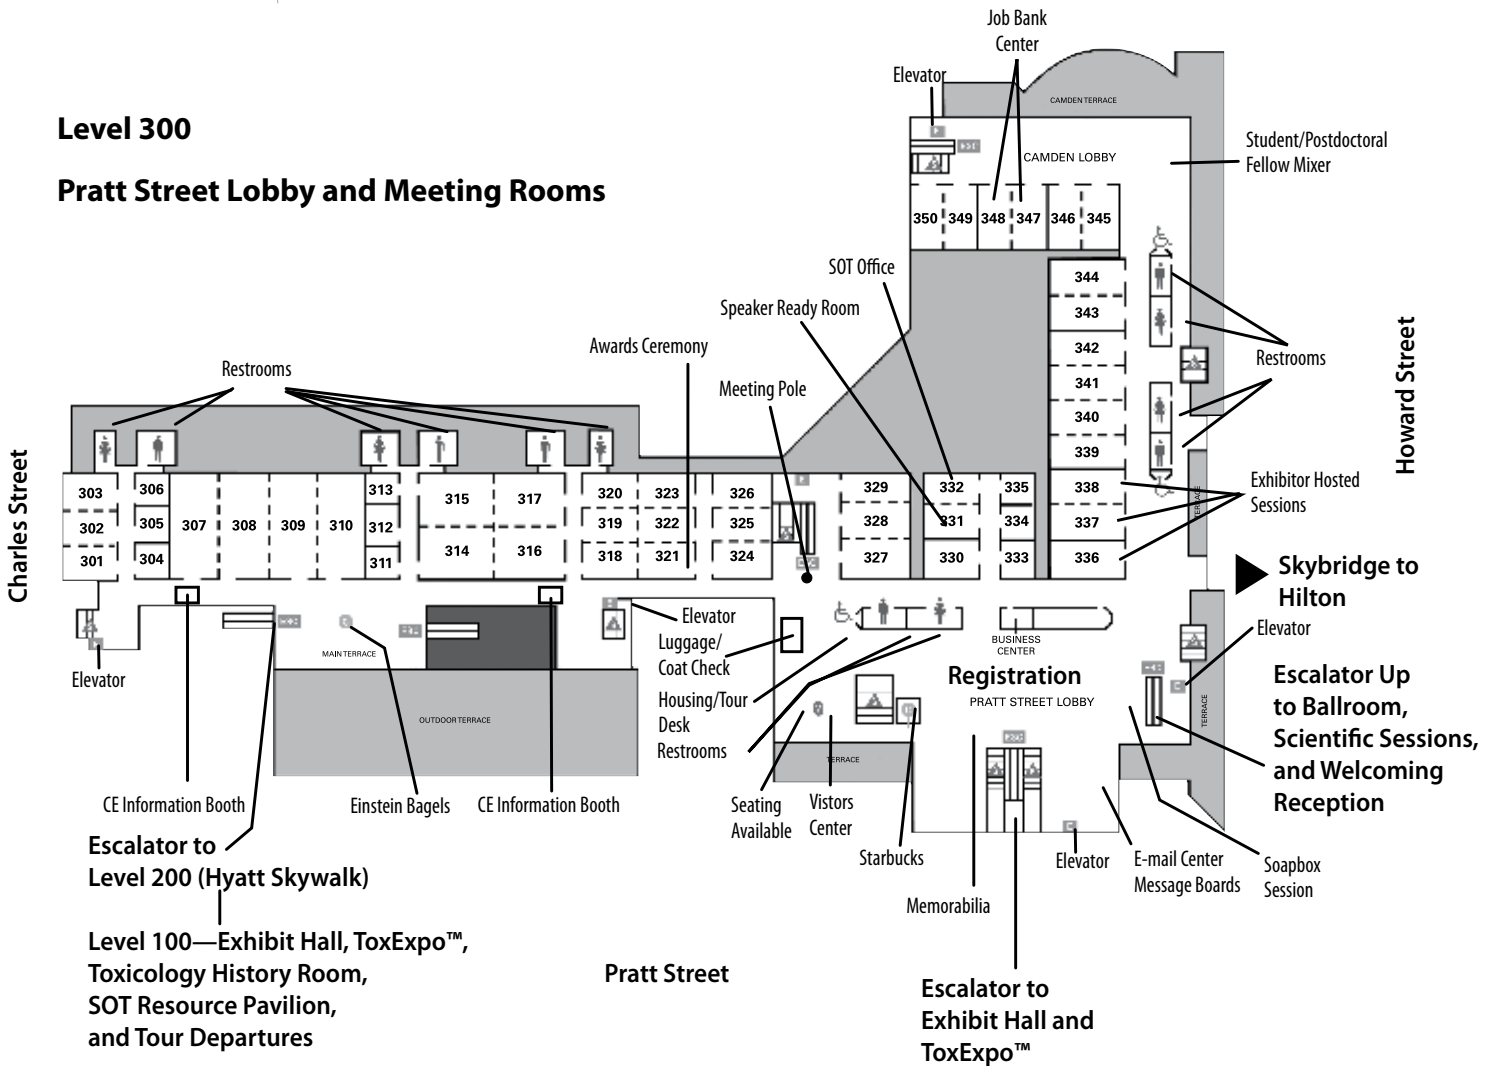 Level 300
Pratt Street Lobby and Meeting Rooms
Job Bank
Center
Elevator
CAMDEN TERRACE
CAMDEN LOBBY
Student/Postdoctoral
Fellow Mixer
350 349 348 347 346 345
SOT Office
Speaker Ready Room
Awards Ceremony
Meeting Pole
Restrooms
344
343
342
341
340
339
338
337
336
Restrooms
Howard Street
Exhibitor Hosted
Sessions
TERRACE
Charles Street
303
302
301
306
305
304
307 308 309 310
313
312
311
315 317
314 316
320 323
319 322
318 321
326
325
324
329
328
327
332
331
330
335
334
333
Skybridge to
Hilton
Elevator
Elevator
MAIN TERRACE
OUTDOOR TERRACE
Elevator
Luggage/
Coat Check
Housing/Tour
Desk
Restrooms
BUSINESS
CENTER
Registration
PRATT STREET LOBBY
TERRACE
TERRACE
Escalator Up
to Ballroom,
Scientific Sessions,
and Welcoming
Reception
CE Information Booth
Einstein Bagels
CE Information Booth
Seating
Available
Vistors
Center
Starbucks
Memorabilia
Elevator
E-mail Center
Message Boards
Soapbox
Session
Escalator to
Level 200 (Hyatt Skywalk)
Level 100—Exhibit Hall, ToxExpo™,
Toxicology History Room,
SOT Resource Pavilion,
and Tour Departures
Pratt Street
Escalator to
Exhibit Hall and
ToxExpo™